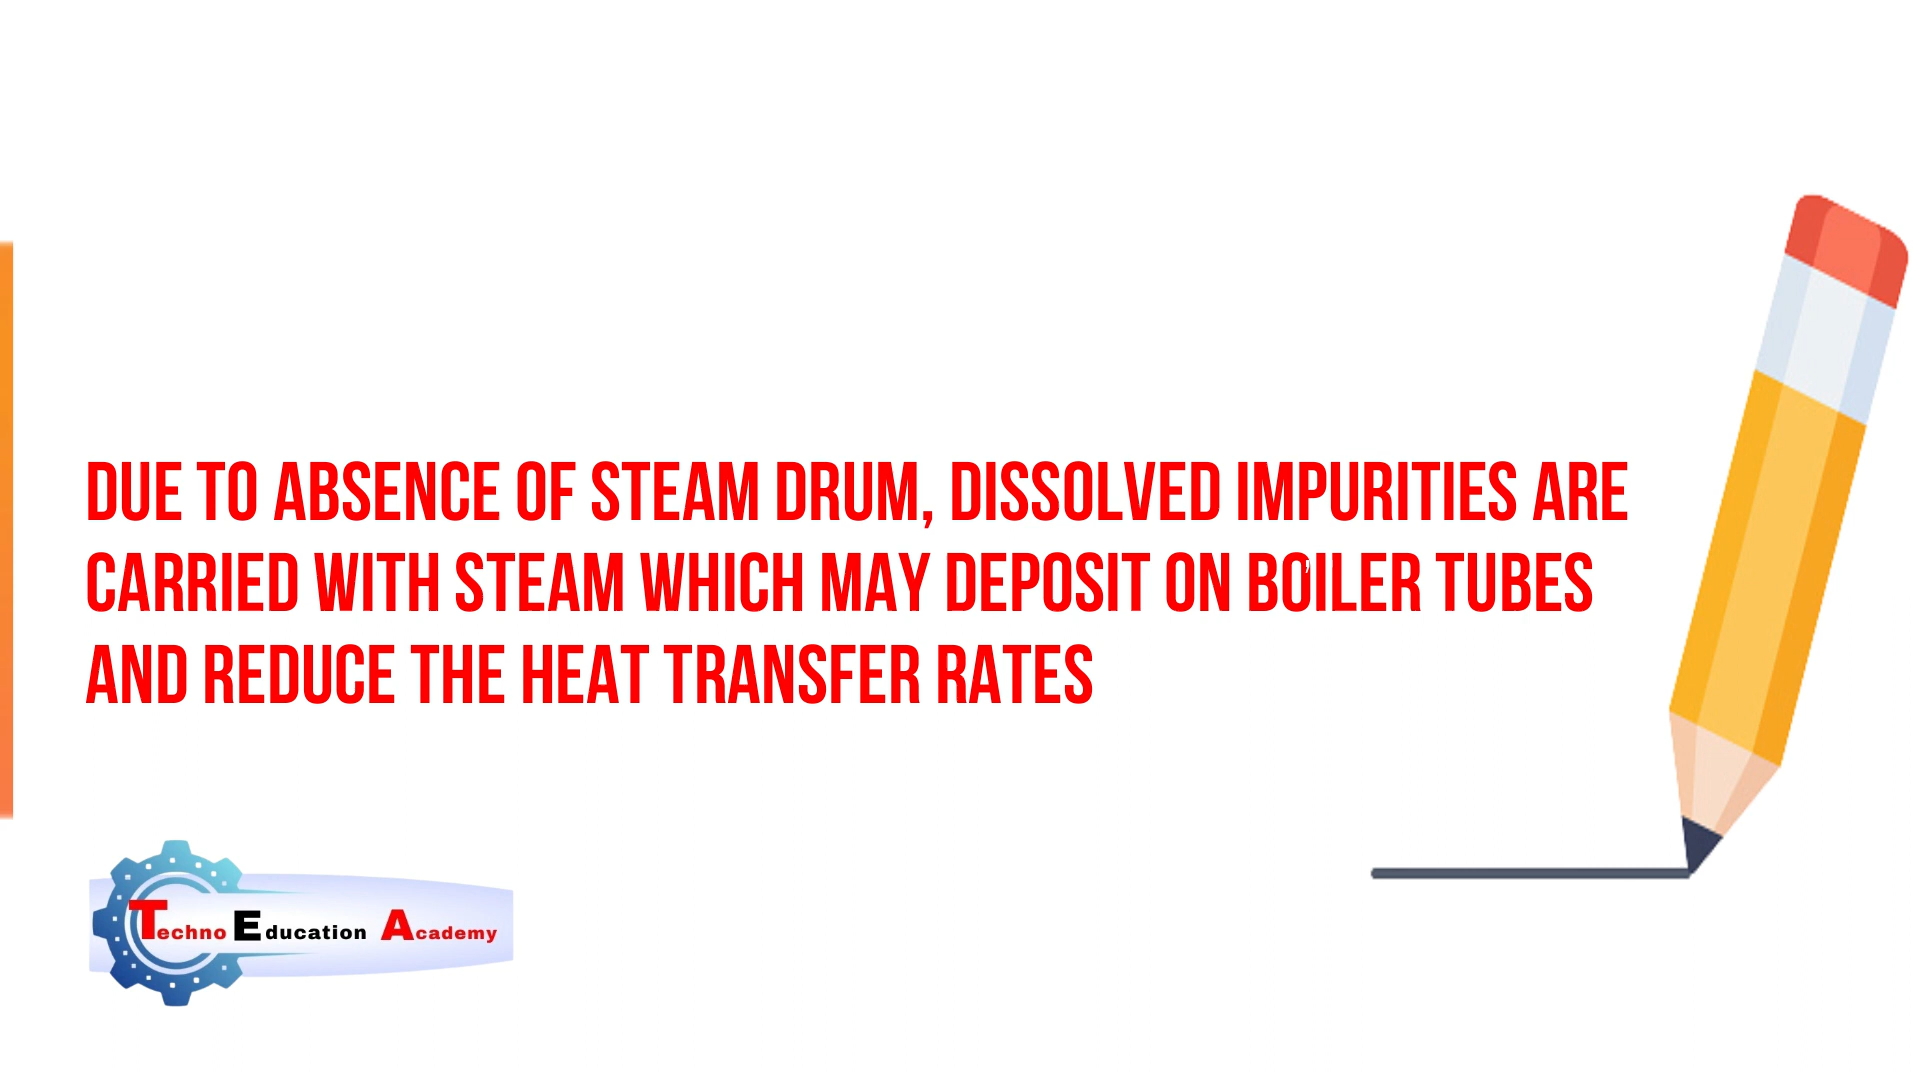 DUE TO ABSENCE OF STEAM DRUM, DISSOLVED IMPURITIES ARE
CARRIED WITH STEAM WHICH MAY DEPOSIT ON BOILER TUBES
AND REDUCE THE HEAT TRANSFER RATES
Techno Education Academy